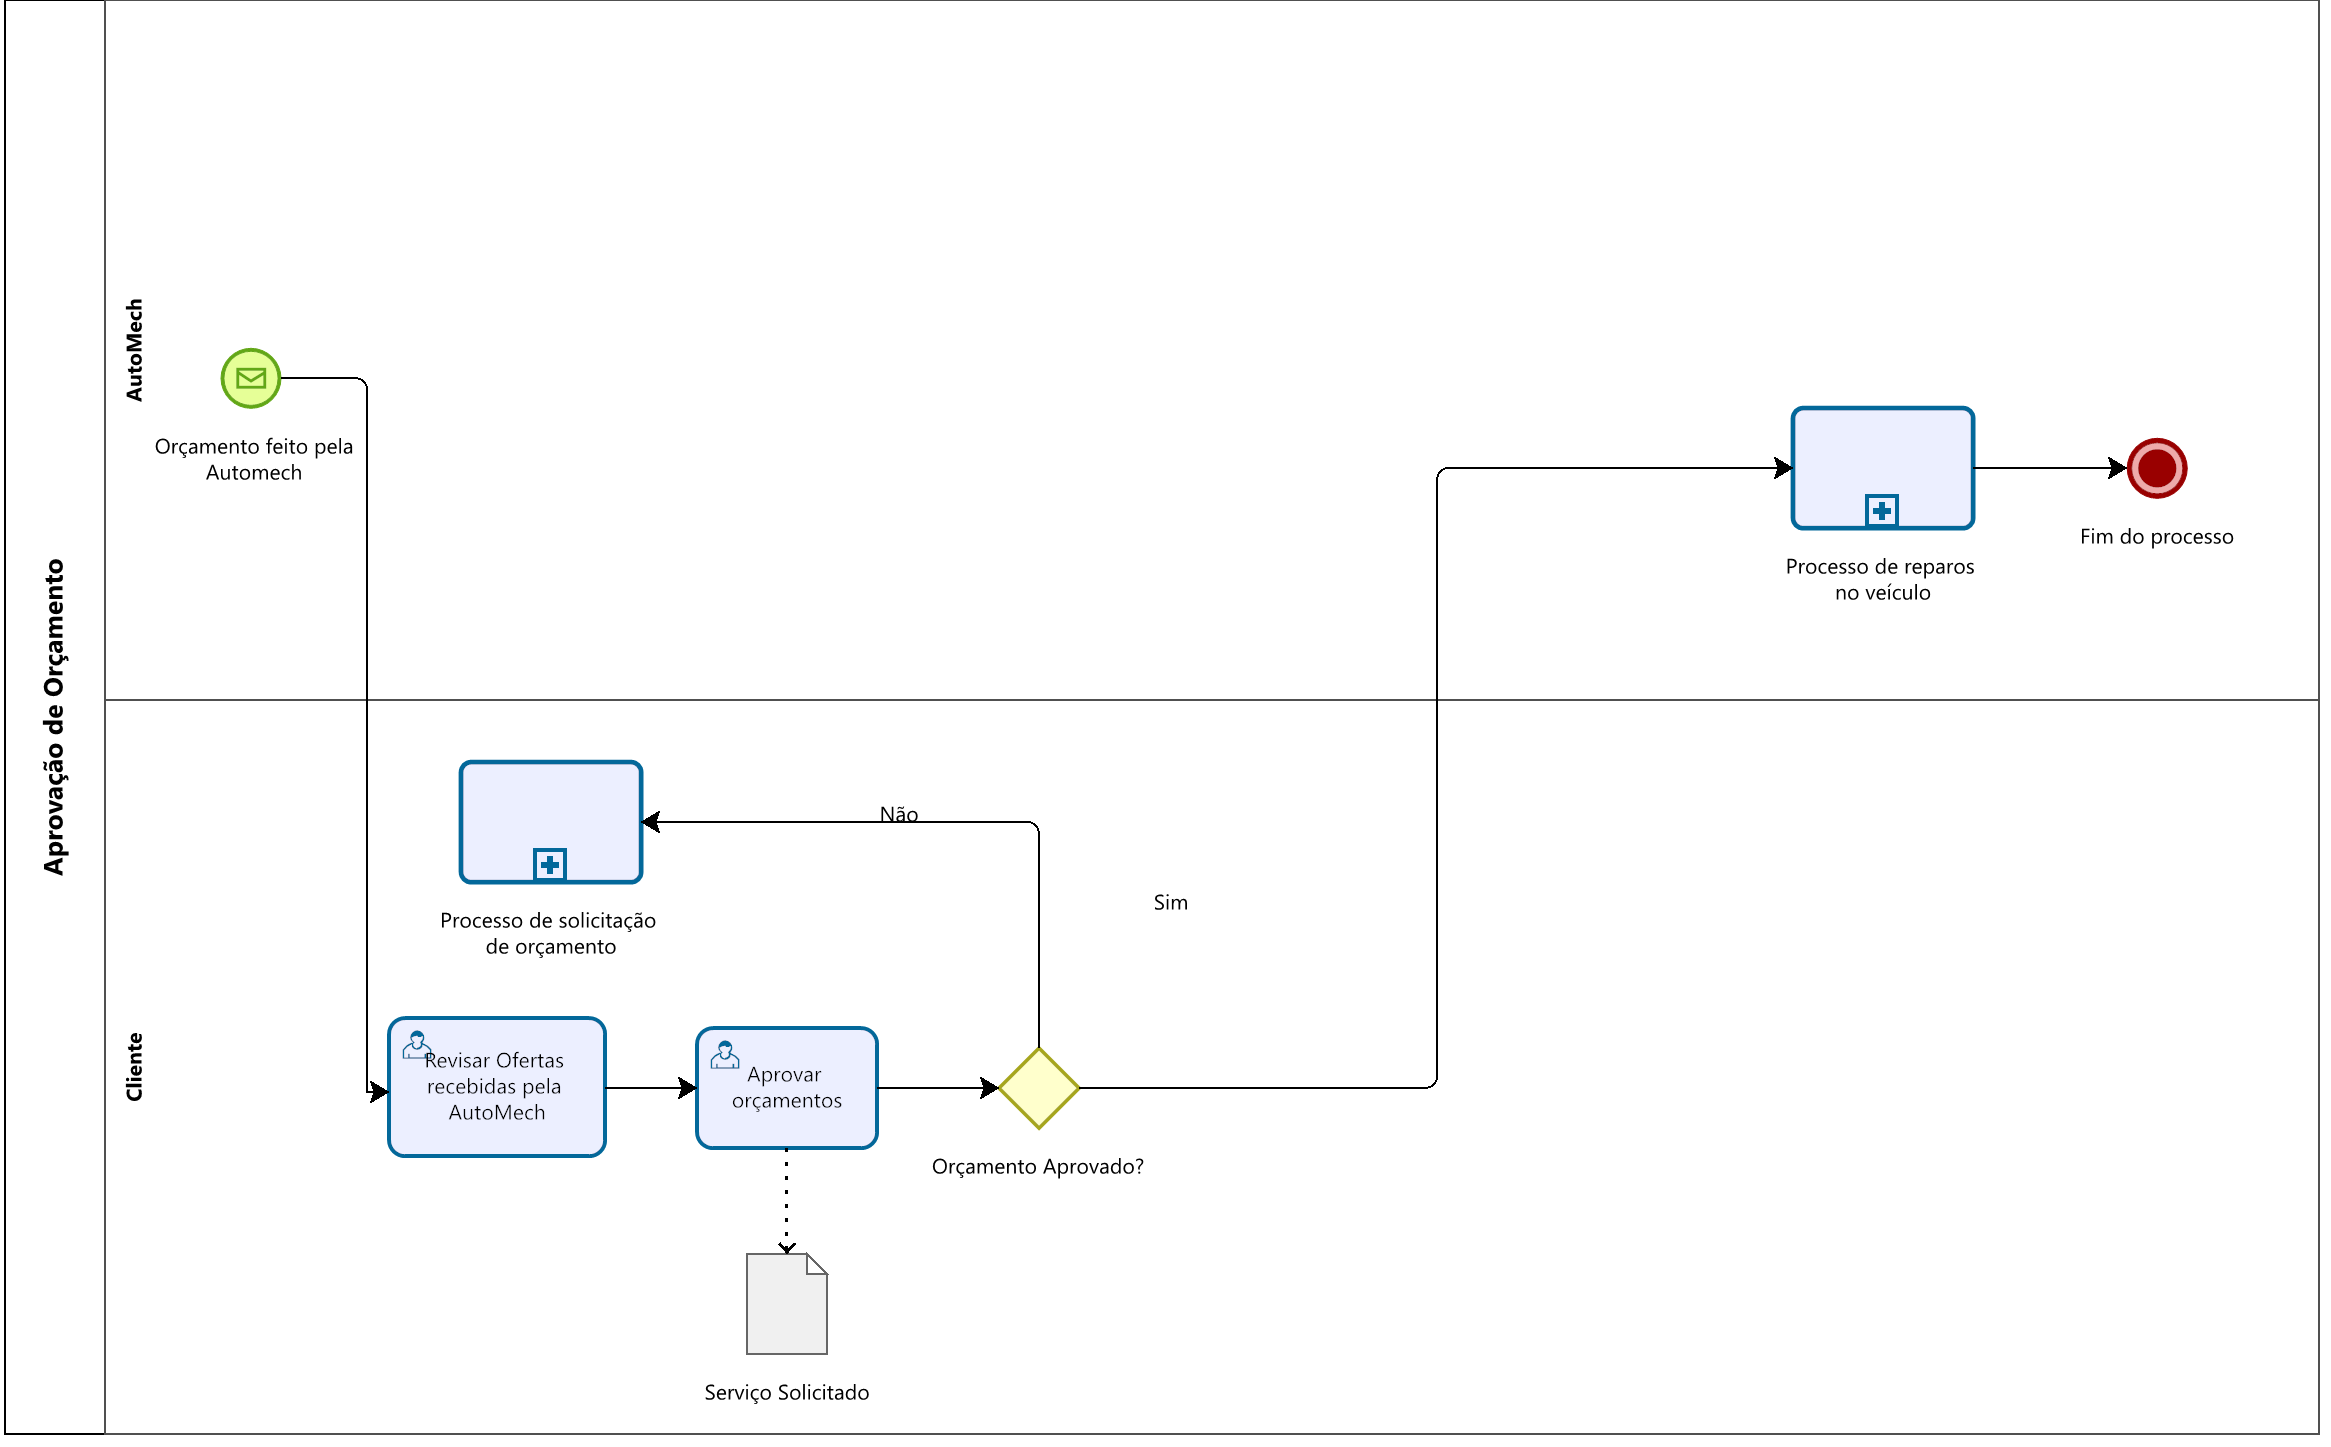 Aprovação de Orçamento
AutoMech
Orçamento feito pela
Automech
Processo de reparos
no veículo
Fim do processo
Cliente
Não
Sim
Processo de solicitação
de orçamento
Revisar Ofertas
recebidas pela
AutoMech
Aprovar
orçamentos
Orçamento Aprovado?
Serviço Solicitado